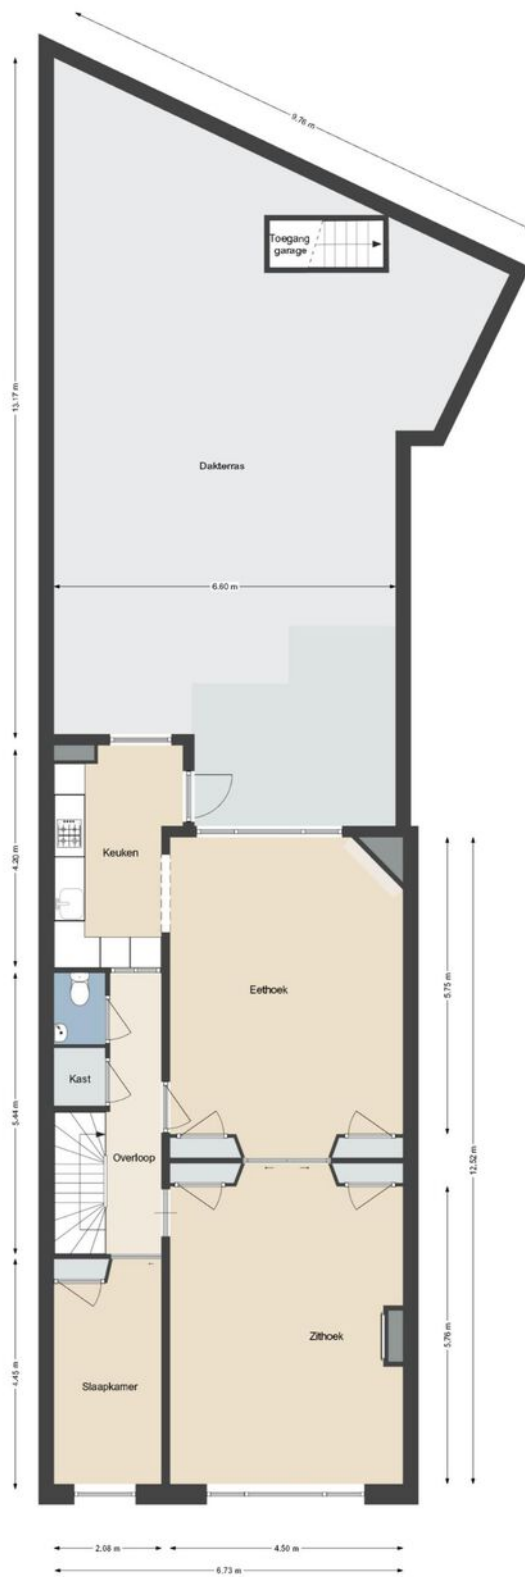 9.76 m
Toegang
garage
13.17 m
Dakterras
6.60 m
Keuken
4.20 m
Eethoek
5.75 m
Kast
5.44 m
Overloop
12.52 m
Zithoek
5.76 m
Slaapkamer
4.45 m
2.08 m
4.50 m
6.73 m